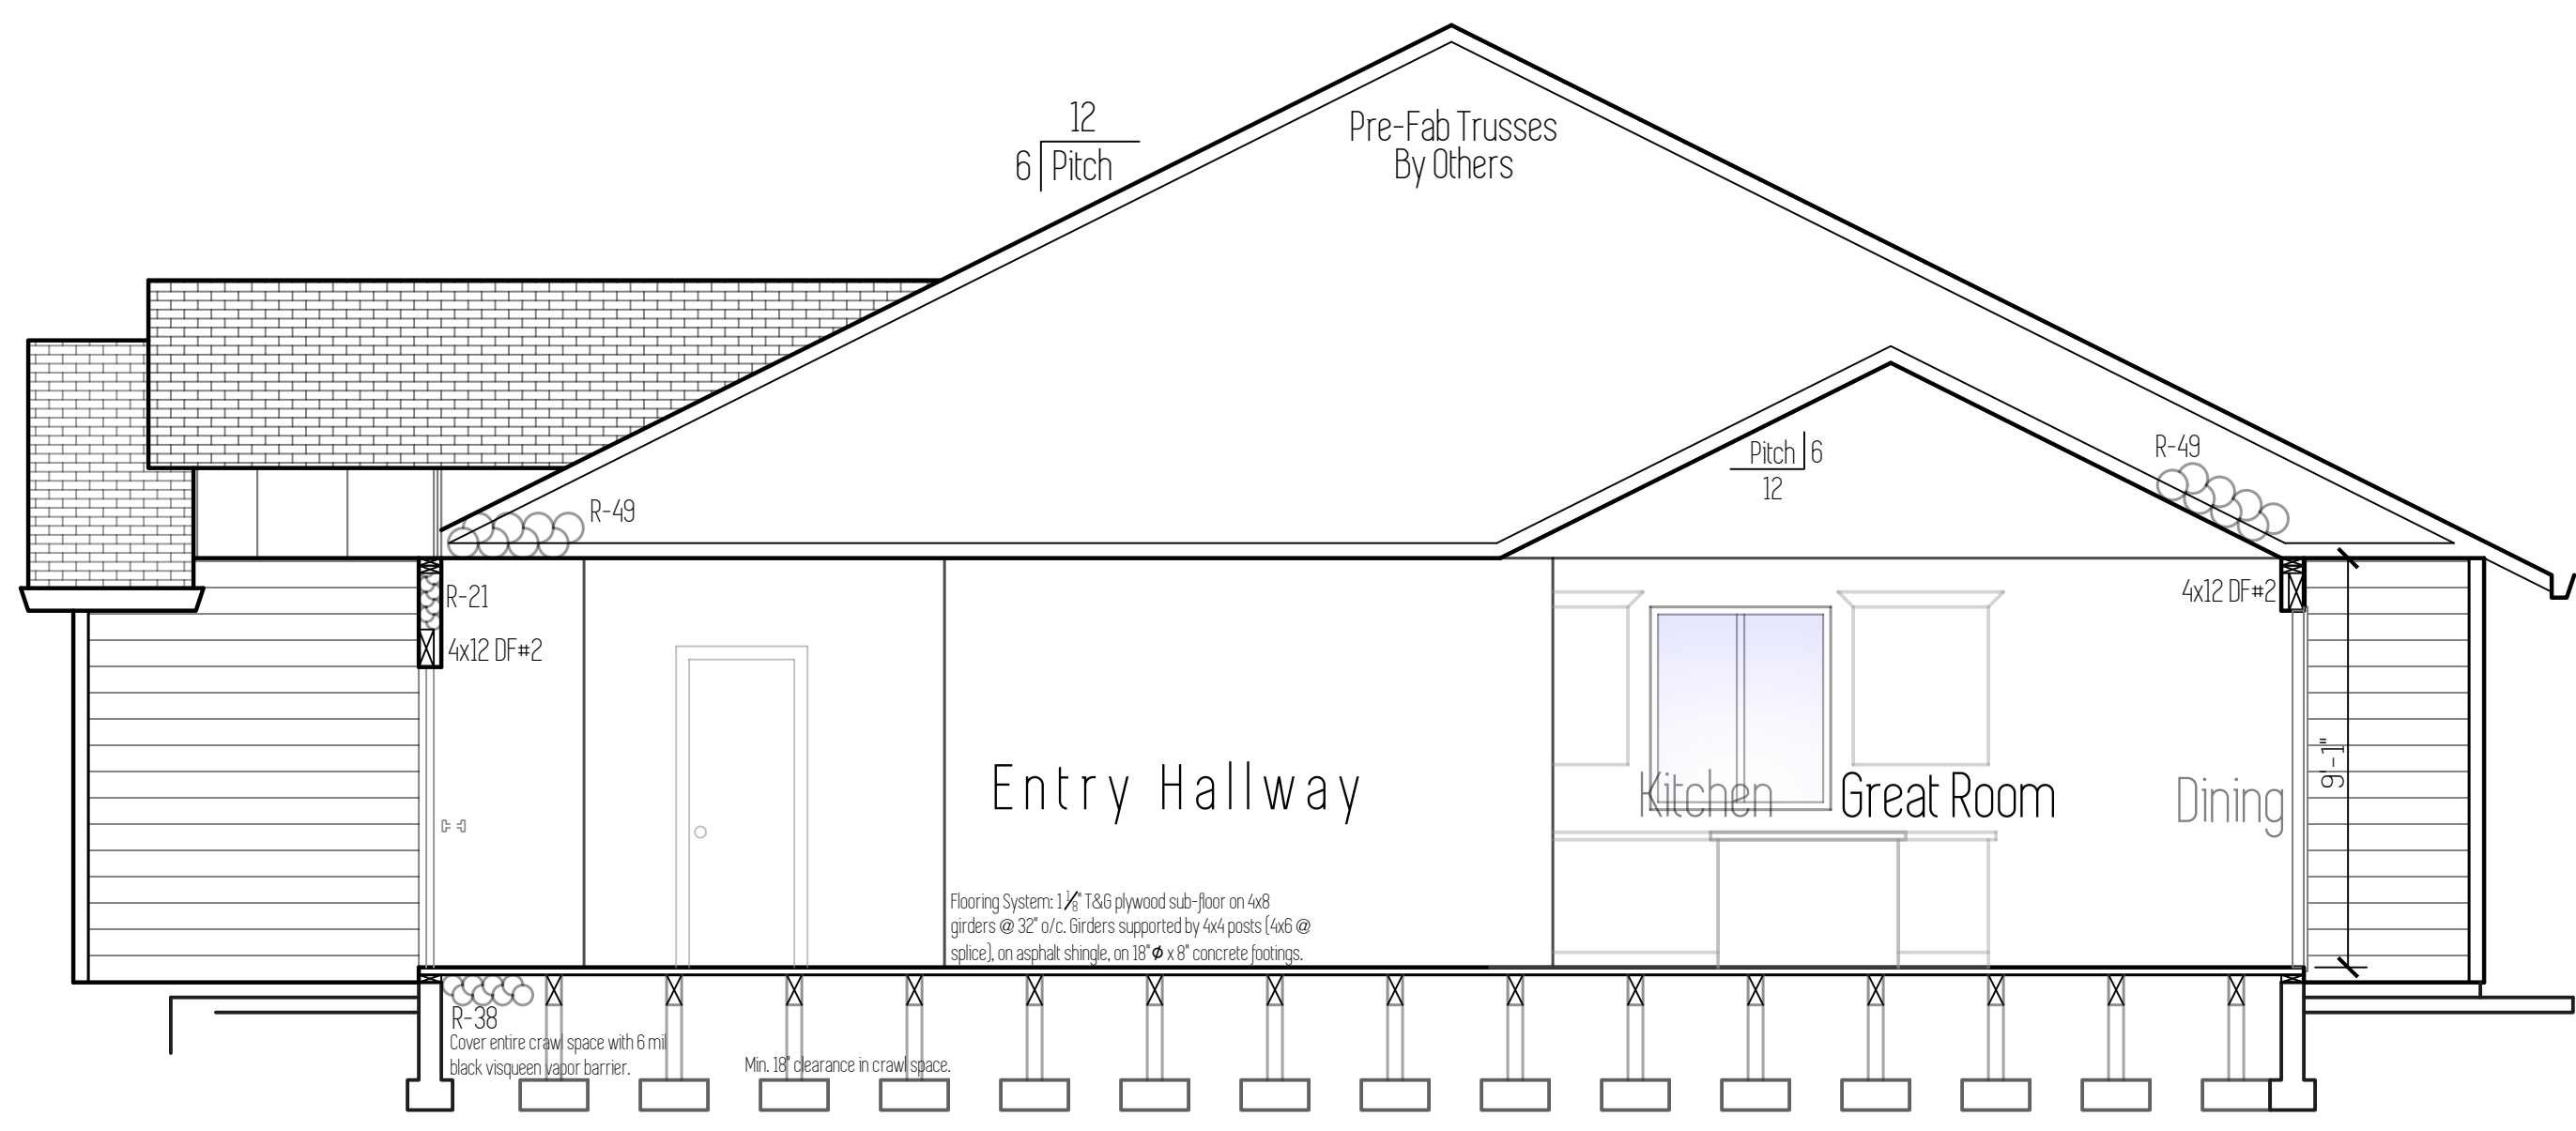 12
6 Pitch
Pre-Fab Trusses
By Others
Pitch 6
12
R-49
R-49
R-21
4x12 DF#2
4x12 DF#2
9'-1"
Entry Hallway
Kitchen
Great Room
Dining
Flooring System: 1 1/8" T&G plywood sub-floor on 4x8
girders @ 32" o/c. Girders supported by 4x4 posts (4x6 @
splice), on asphalt shingle, on 18" Ø x 8" concrete footings.
R-38
Cover entire crawl space with 6 mil
black visqueen vapor barrier.
Min. 18" clearance in crawl space.